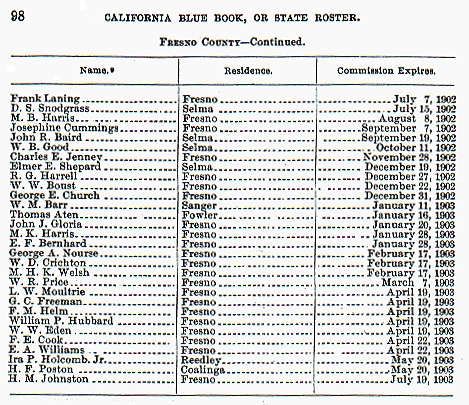 98 CALIFORNIA BLUE BOOK, OR STATE ROSTER.
FRESNO COUNTY—Continued.
Name.* Residence. Commission Expires.
Frank Laning Fresno July 7, 1902
D. S. Snodgrass Selma July 15, 1902
M. B. Harris Fresno August 8, 1902
Josephine Cummings Fresno September 7, 1902
John R. Baird Selma September 19, 1902
W. B. Good Selma October 11, 1902
Charles E. Jenney Fresno November 28, 1902
Elmer E. Shepard Selma December 19, 1902
R. G. Harrell Fresno December 27, 1902
W. W. Boust Fresno December 22, 1902
George E. Church Fresno December 31, 1902
W. M. Barr Sanger January 11, 1903
Thomas Aten Fowler January 16, 1903
John J. Gloria Fresno January 20, 1903
M. K. Harris Fresno January 28, 1903
E. F. Bernhard Fresno January 28, 1903
George A. Nourse Fresno February 17, 1903
W. D. Crichton Fresno February 17, 1903
M. H. K. Welsh Fresno February 17, 1903
W. R. Price Fresno March 7, 1903
L. W. Moultrie Fresno April 19, 1903
G. C. Freeman Fresno April 19, 1903
F. M. Helm Fresno April 19, 1903
William P. Hubbard Fresno April 19, 1903
W. W. Eden Fresno April 19, 1903
F. E. Cook Fresno April 22, 1903
E. A. Williams Fresno April 22, 1903
Ira P. Holcomb, Jr. Reedley May 20, 1903
H. F. Poston Coalinga May 20, 1903
H. M. Johnston Fresno July 19, 1903